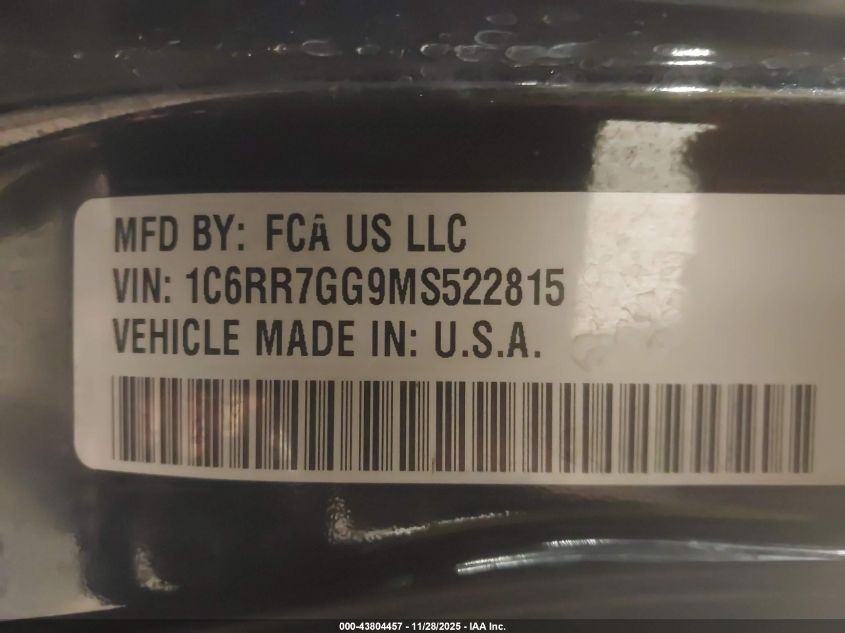 MFD BY: FCA US LLC
VIN: 1C6RR7GG9MS522815
VEHICLE MADE IN: U.S.A.
000-43804457 - 11/28/2025 - IAA Inc.